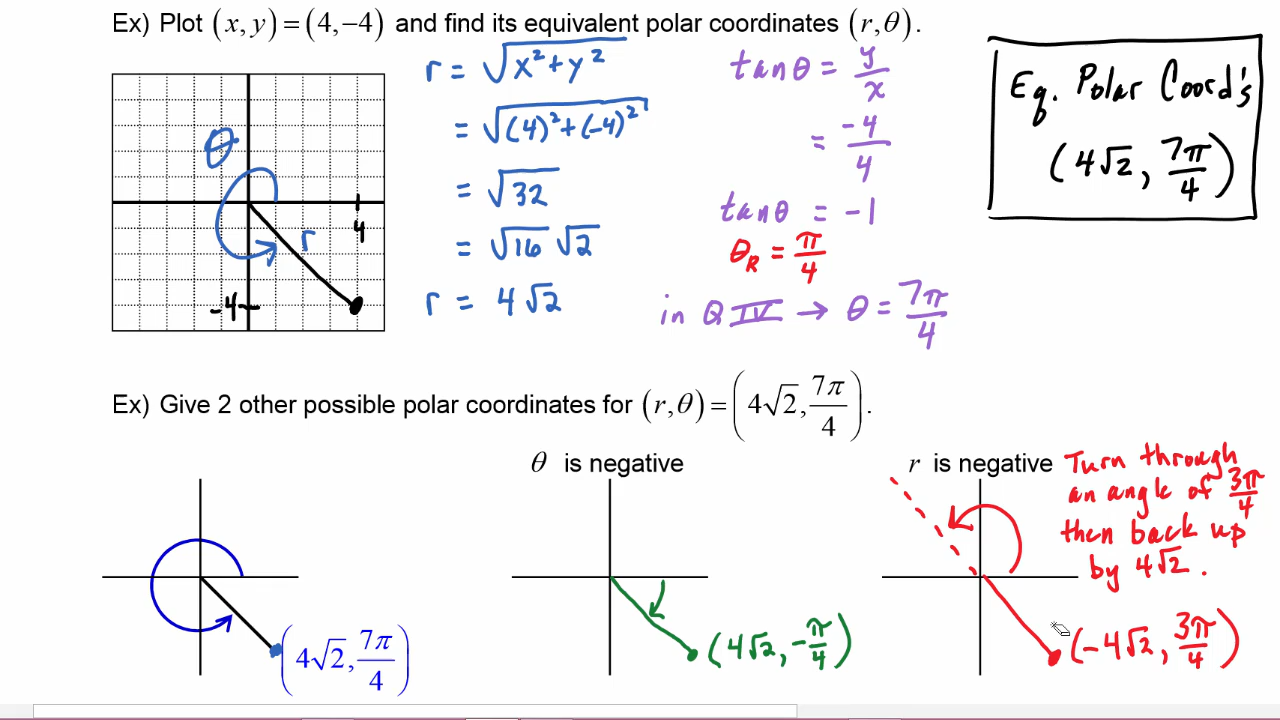 Ex) Plot (x, y) = (4, −4) and find its equivalent polar coordinates (r, θ).
θ
r
4
-4
r = √(x² + y²)
= √((4)² + (-4)²)
= √32
= √16 √2
r = 4√2
tan θ = y/x
= -4/4
tan θ = -1
θ_R = π/4
in Q IV → θ = 7π/4
Eq. Polar Coord's
(4√2, 7π/4)
Ex) Give 2 other possible polar coordinates for (r, θ) = (4√2, 7π/4).
(4√2, 7π/4)
θ is negative
(4√2, -π/4)
r is negative
Turn through
an angle of 3π/4
then back up
by 4√2.
(-4√2, 3π/4)